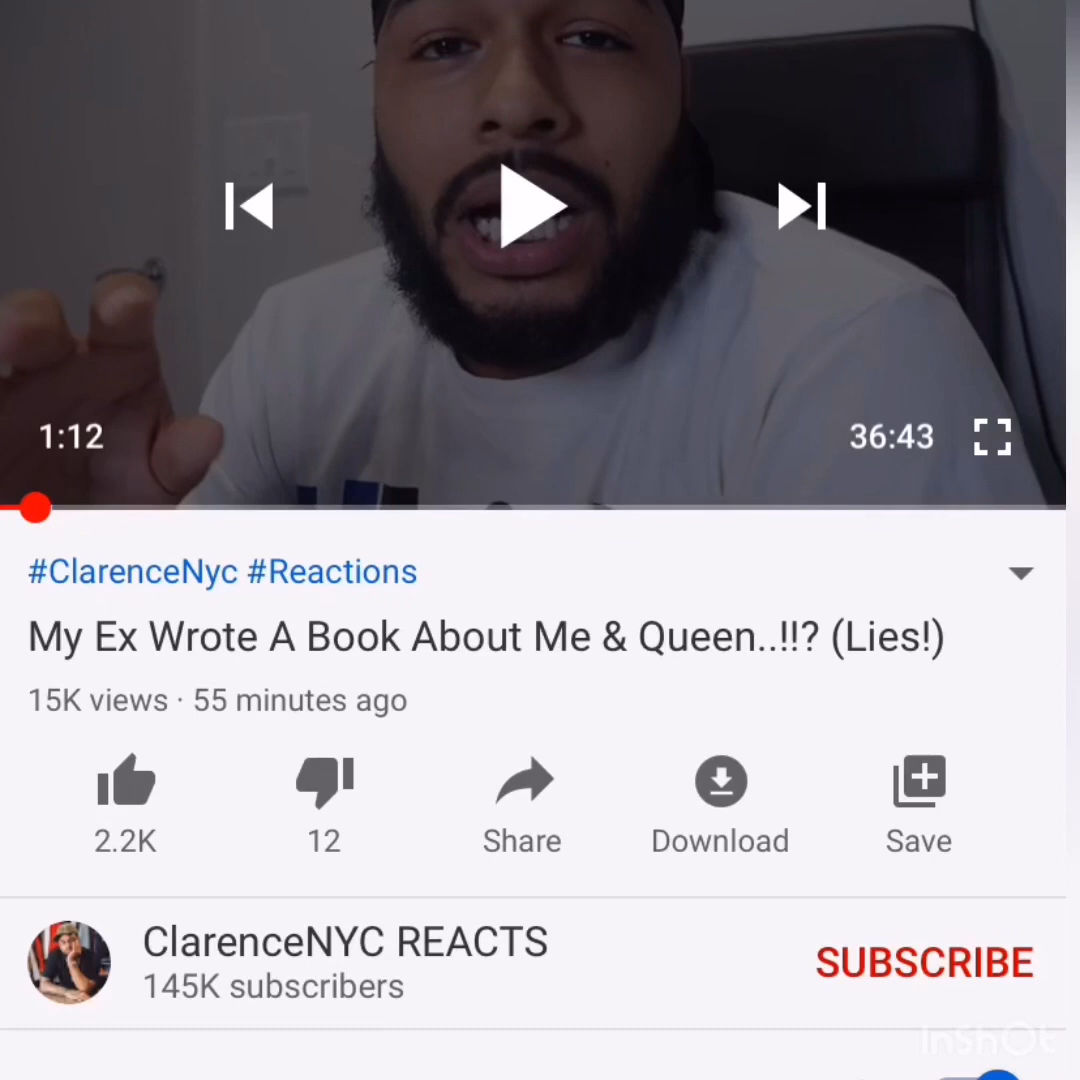 1:12
36:43
#ClarenceNyc #Reactions
My Ex Wrote A Book About Me & Queen..!!? (Lies!)
15K views · 55 minutes ago
2.2K
12
Share
Download
Save
ClarenceNYC REACTS
145K subscribers
SUBSCRIBE
InShOt